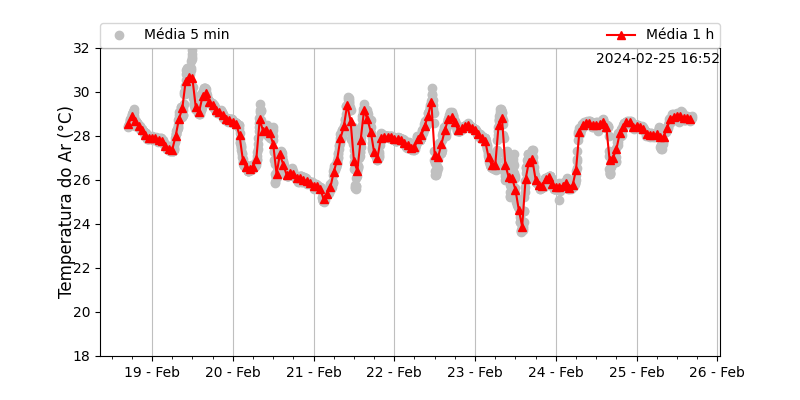 Média 5 min
Média 1 h
2024-02-25 16:52
Temperatura do Ar (°C)
32
30
28
26
24
22
20
18
19 - Feb
20 - Feb
21 - Feb
22 - Feb
23 - Feb
24 - Feb
25 - Feb
26 - Feb